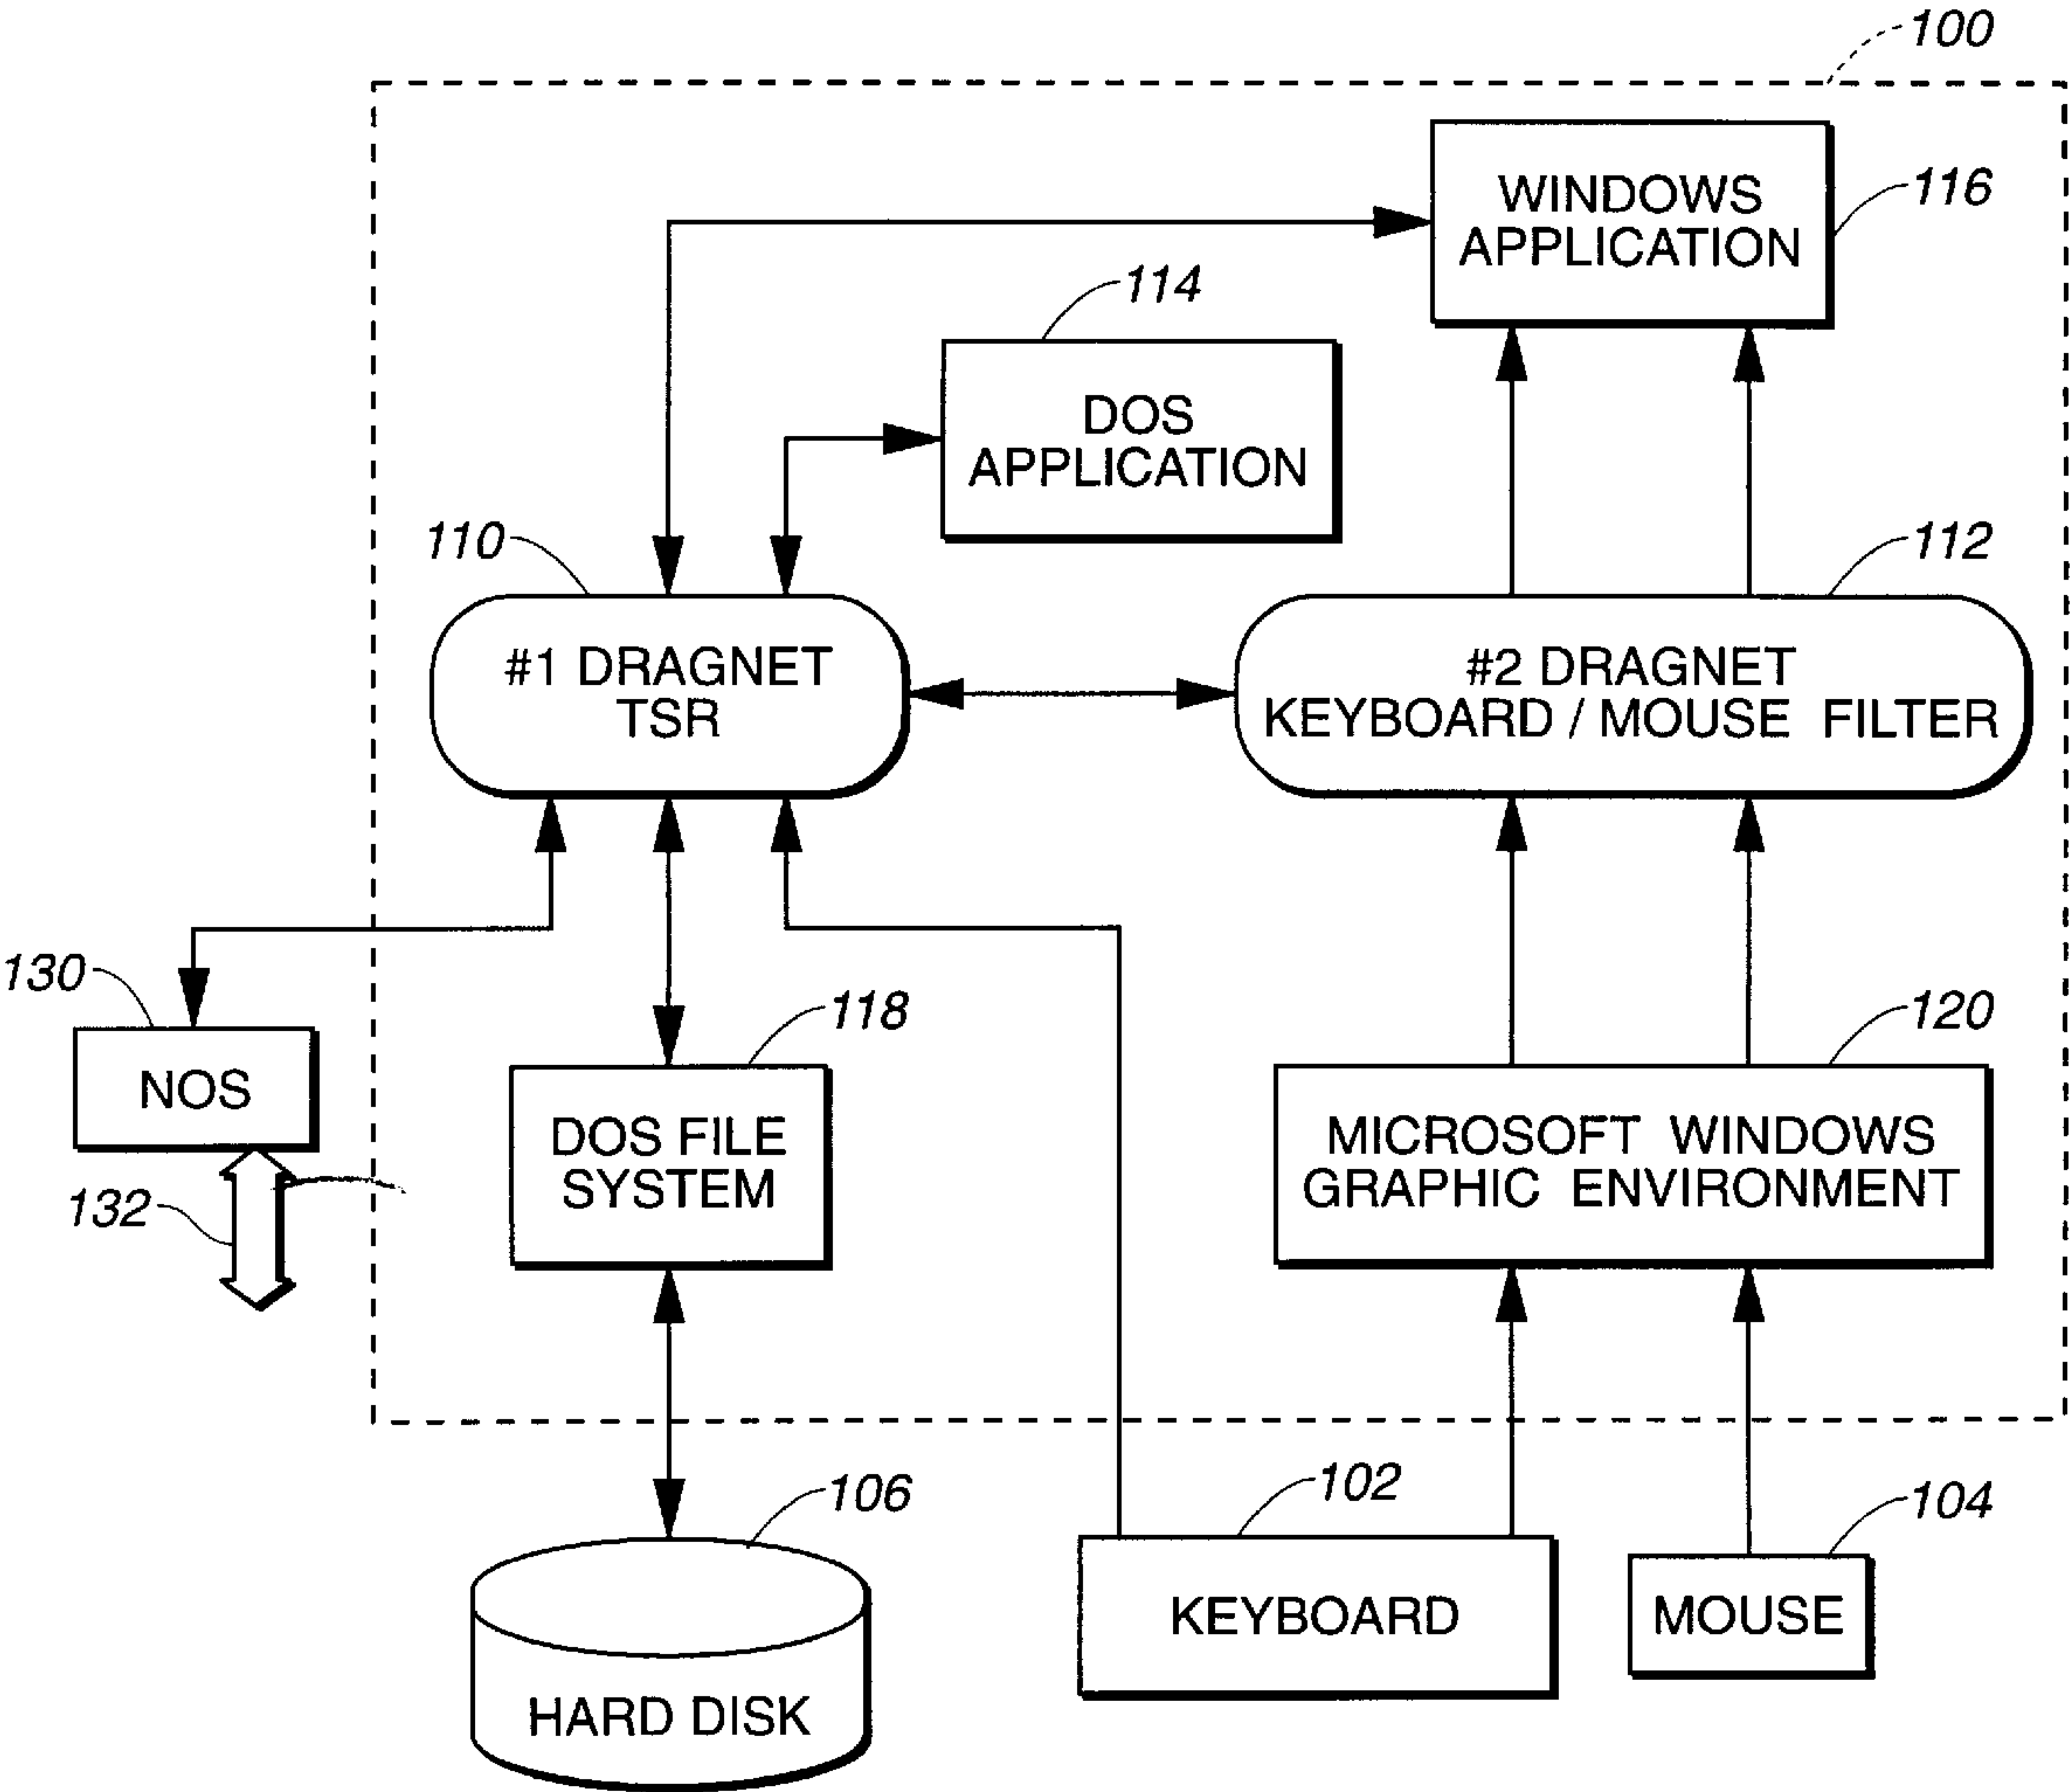 100
WINDOWS
APPLICATION
116
114
DOS
APPLICATION
110
112
#1 DRAGNET
TSR
#2 DRAGNET
KEYBOARD / MOUSE FILTER
130
118
120
NOS
DOS FILE
SYSTEM
MICROSOFT WINDOWS
GRAPHIC ENVIRONMENT
132
106
102
104
KEYBOARD
MOUSE
HARD DISK